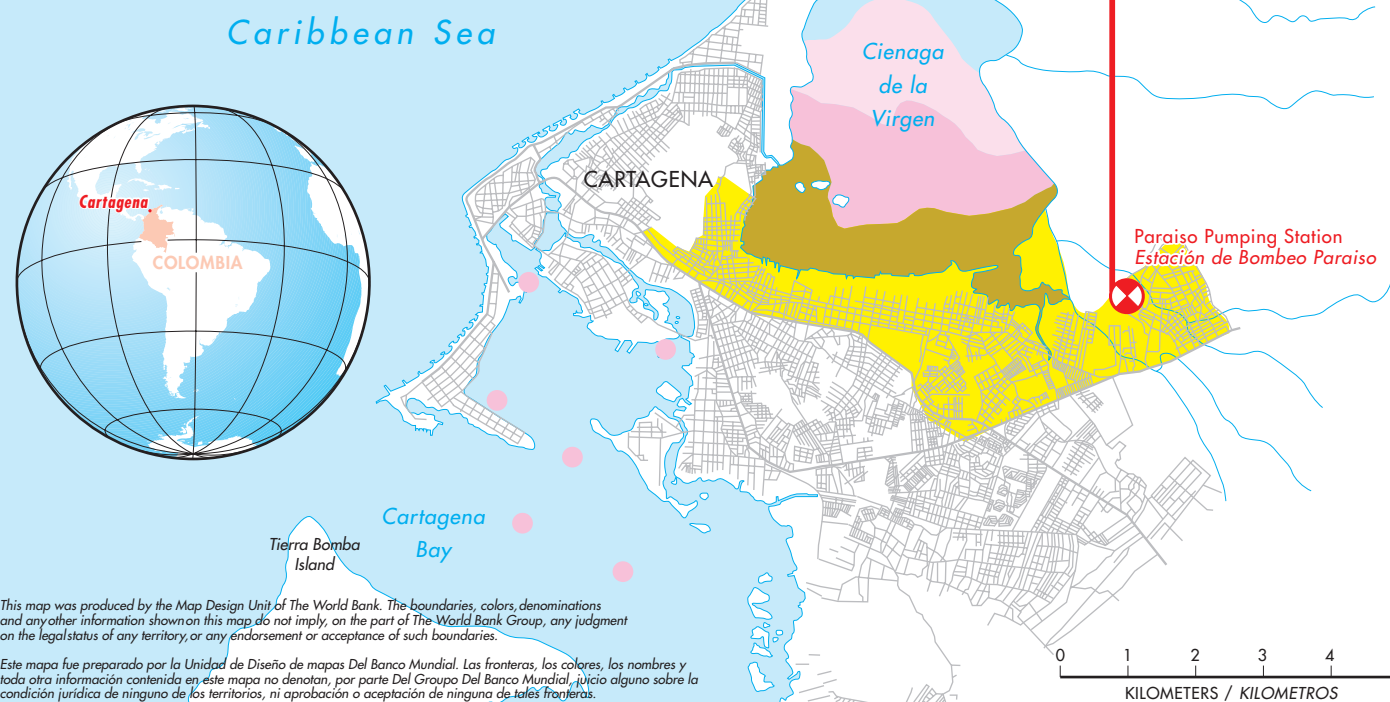 Caribbean Sea
Cienaga
de la
Virgen
CARTAGENA
Cartagena
COLOMBIA
Paraiso Pumping Station
Estación de Bombeo Paraiso
Cartagena
Bay
Tierra Bomba
Island
This map was produced by the Map Design Unit of The World Bank. The boundaries, colors, denominations
and any other information shown on this map do not imply, on the part of The World Bank Group, any judgment
on the legal status of any territory, or any endorsement or acceptance of such boundaries.
Este mapa fue preparado por la Unidad de Diseño de mapas Del Banco Mundial. Las fronteras, los colores, los nombres y
toda otra información contenida en este mapa no denotan, por parte Del Groupo Del Banco Mundial, juicio alguno sobre la
condición jurídica de ninguno de los territorios, ni aprobación o aceptación de ninguna de tales fronteras.
0 1 2 3 4
KILOMETERS / KILOMETROS